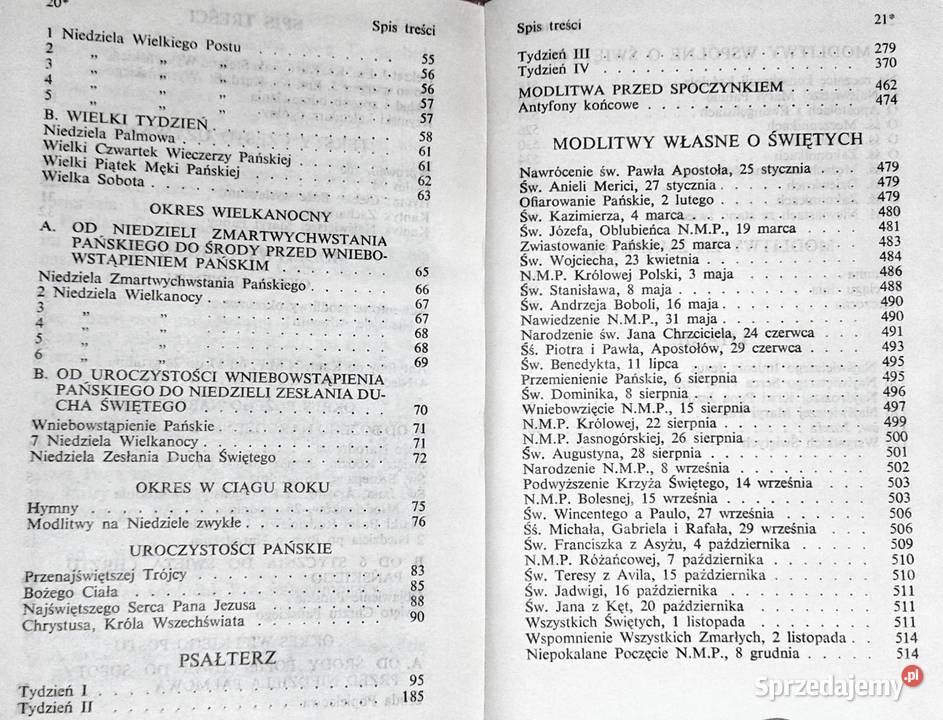 20*
Spis treści
1 Niedziela Wielkiego Postu . . . . . . . . 55
2 „ „ „ . . . . . . . . 56
3 „ „ „ . . . . . . . . 56
4 „ „ „ . . . . . . . . 57
5 „ „ „ . . . . . . . . 57
B. WIELKI TYDZIEŃ . . . . . . . . 58
Niedziela Palmowa . . . . . . . . 61
Wielki Czwartek Wieczerzy Pańskiej . . . . . 61
Wielki Piątek Męki Pańskiej . . . . . . . 62
Wielka Sobota . . . . . . . . 63
OKRES WIELKANOCNY
A. OD NIEDZIELI ZMARTWYCHWSTANIA
PAŃSKIEGO DO ŚRODY PRZED WNIEBO-
WSTĄPIENIEM PAŃSKIM . . . . . . . 65
Niedziela Zmartwychwstania Pańskiego . . . . 66
2 Niedziela Wielkanocy . . . . . . . . 67
3 „ „ . . . . . . . . 67
4 „ „ . . . . . . . . 68
5 „ „ . . . . . . . . 68
6 „ „ . . . . . . . . 69
B. OD UROCZYSTOŚCI WNIEBOWSTĄPIENIA
PAŃSKIEGO DO NIEDZIELI ZESŁANIA DU-
CHA ŚWIĘTEGO . . . . . . . . 70
Wniebowstąpienie Pańskie . . . . . . . . 71
7 Niedziela Wielkanocy . . . . . . . . 71
Niedziela Zesłania Ducha Świętego . . . . . 72
OKRES W CIĄGU ROKU
Hymny . . . . . . . . 75
Modlitwy na Niedziele zwykłe . . . . . . . 76
UROCZYSTOŚCI PAŃSKIE
Przenajświętszej Trójcy . . . . . . . . 83
Bożego Ciała . . . . . . . . 85
Najświętszego Serca Pana Jezusa . . . . . . 88
Chrystusa, Króla Wszechświata . . . . . . 90
PSAŁTERZ
Tydzień I . . . . . . . . 95
Tydzień II . . . . . . . . 185
Spis treści
21*
Tydzień III . . . . . . . . 279
Tydzień IV . . . . . . . . 370
MODLITWA PRZED SPOCZYNKIEM . . . . 462
Antyfony końcowe . . . . . . . . 474
MODLITWY WŁASNE O ŚWIĘTYCH
Nawrócenie św. Pawła Apostoła, 25 stycznia . . . 479
Św. Anieli Merici, 27 stycznia . . . . . . 479
Ofiarowanie Pańskie, 2 lutego . . . . . . 479
Św. Kazimierza, 4 marca . . . . . . . . 480
Św. Józefa, Oblubieńca N.M.P., 19 marca . . . . 481
Zwiastowanie Pańskie, 25 marca . . . . . . 483
Św. Wojciecha, 23 kwietnia . . . . . . . 484
N.M.P. Królowej Polski, 3 maja . . . . . . 486
Św. Stanisława, 8 maja . . . . . . . . 488
Św. Andrzeja Boboli, 16 maja . . . . . . . 490
Nawiedzenie N.M.P., 31 maja . . . . . . . 490
Narodzenie św. Jana Chrzciciela, 24 czerwca . . . 491
Śś. Piotra i Pawła, Apostołów, 29 czerwca . . . . 493
Św. Benedykta, 11 lipca . . . . . . . . 495
Przemienienie Pańskie, 6 sierpnia . . . . . . 495
Św. Dominika, 8 sierpnia . . . . . . . . 496
Wniebowzięcie N.M.P., 15 sierpnia . . . . . 497
N.M.P. Królowej, 22 sierpnia . . . . . . . 499
N.M.P. Jasnogórskiej, 26 sierpnia . . . . . . 500
Św. Augustyna, 28 sierpnia . . . . . . . 501
Narodzenie N.M.P., 8 września . . . . . . 502
Podwyższenie Krzyża Świętego, 14 września . . . 503
N.M.P. Bolesnej, 15 września . . . . . . . 503
Św. Wincentego a Paulo, 27 września . . . . . 506
Śś. Michała, Gabriela i Rafała, 29 września . . . 506
Św. Franciszka z Asyżu, 4 października . . . . 509
N.M.P. Różańcowej, 7 października . . . . . 510
Św. Teresy z Avila, 15 października . . . . . 510
Św. Jadwigi, 16 października . . . . . . . 511
Św. Jana z Kęt, 20 października . . . . . . 511
Wszystkich Świętych, 1 listopada . . . . . . 511
Wspomnienie Wszystkich Zmarłych, 2 listopada . . 514
Niepokalane Poczęcie N.M.P., 8 grudnia . . . . . 514
Sprzedajemy.pl